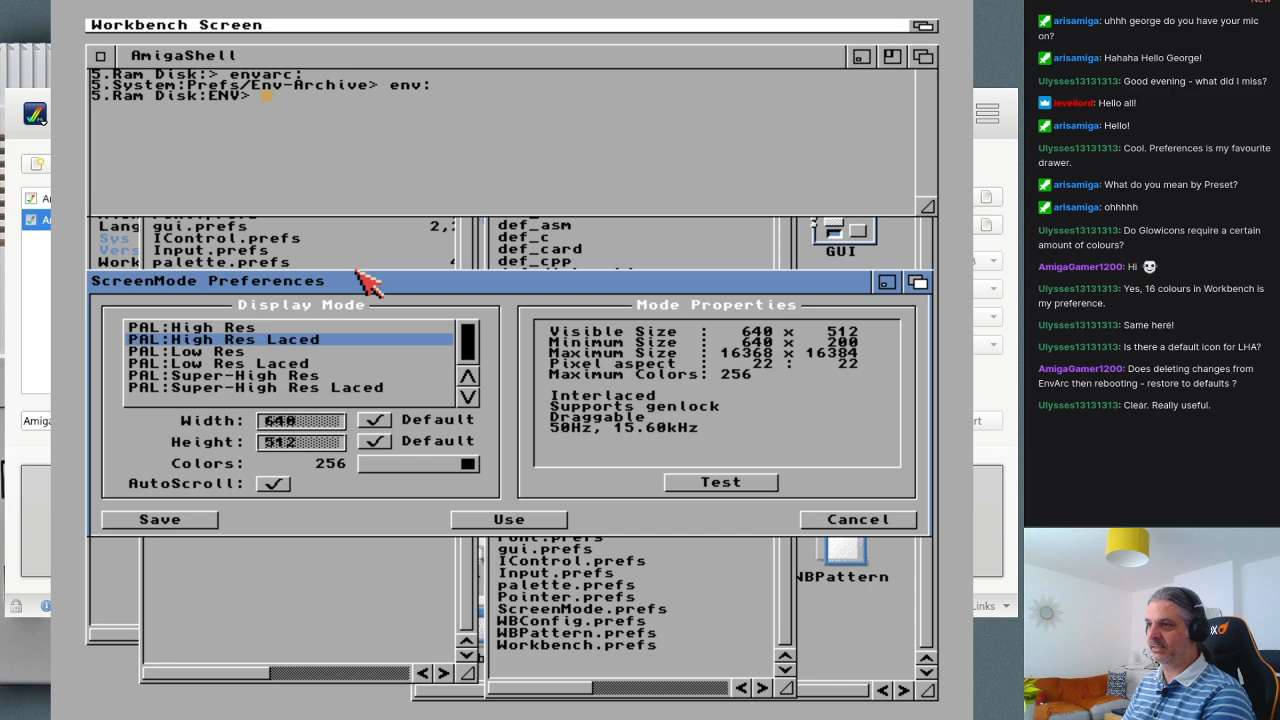 Workbench Screen
AmigaShell
5.Ram Disk:> envarc:
5.System:Prefs/Env-Archive> env:
5.Ram Disk:ENV>
Lang
gui.prefs
2,
Sys
IControl.prefs
Vers
Input.prefs
Work
palette.prefs
def_asm
def_c
def_card
def_cpp
GUI
ScreenMode Preferences
Display Mode
PAL:High Res
PAL:High Res Laced
PAL:Low Res
PAL:Low Res Laced
PAL:Super-High Res
PAL:Super-High Res Laced
Width: 640 Default
Height: 512 Default
Colors: 256
AutoScroll:
Mode Properties
Visible Size : 640 x 512
Minimum Size : 640 x 200
Maximum Size : 16368 x 16384
Pixel aspect : 22 : 22
Maximum Colors: 256
Interlaced
Supports genlock
Draggable
50Hz, 15.60kHz
Test
Save
Use
Cancel
Font.prefs
gui.prefs
IControl.prefs
Input.prefs
palette.prefs
Pointer.prefs
ScreenMode.prefs
WBConfig.prefs
WBPattern.prefs
Workbench.prefs
WBPattern
Amiga
Links
arisamiga: uhhh george do you have your mic
on?
arisamiga: Hahaha Hello George!
Ulysses13131313: Good evening - what did I miss?
levellord: Hello all!
arisamiga: Hello!
Ulysses13131313: Cool. Preferences is my favourite
drawer.
arisamiga: What do you mean by Preset?
arisamiga: ohhhhh
Ulysses13131313: Do Glowicons require a certain
amount of colours?
AmigaGamer1200: Hi
Ulysses13131313: Yes, 16 colours in Workbench is
my preference.
Ulysses13131313: Same here!
Ulysses13131313: Is there a default icon for LHA?
AmigaGamer1200: Does deleting changes from
EnvArc then rebooting - restore to defaults ?
Ulysses13131313: Clear. Really useful.